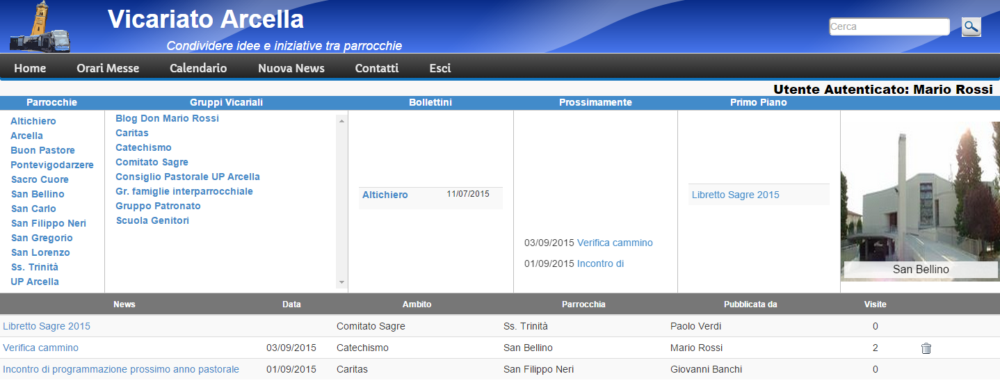 Vicariato Arcella
Condividere idee e iniziative tra parrocchie
Cerca
Home Orari Messe Calendario Nuova News Contatti Esci
Utente Autenticato: Mario Rossi
Parrocchie Gruppi Vicariali Bollettini Prossimamente Primo Piano
Altichiero
Arcella
Buon Pastore
Pontevigodarzere
Sacro Cuore
San Bellino
San Carlo
San Filippo Neri
San Gregorio
San Lorenzo
Ss. Trinità
UP Arcella
Blog Don Mario Rossi
Caritas
Catechismo
Comitato Sagre
Consiglio Pastorale UP Arcella
Gr. famiglie interparrocchiale
Gruppo Patronato
Scuola Genitori
Altichiero 11/07/2015
03/09/2015 Verifica cammino
01/09/2015 Incontro di
Libretto Sagre 2015
San Bellino
News Data Ambito Parrocchia Pubblicata da Visite
Libretto Sagre 2015 Comitato Sagre Ss. Trinità Paolo Verdi 0
Verifica cammino 03/09/2015 Catechismo San Bellino Mario Rossi 2
Incontro di programmazione prossimo anno pastorale 01/09/2015 Caritas San Filippo Neri Giovanni Banchi 0